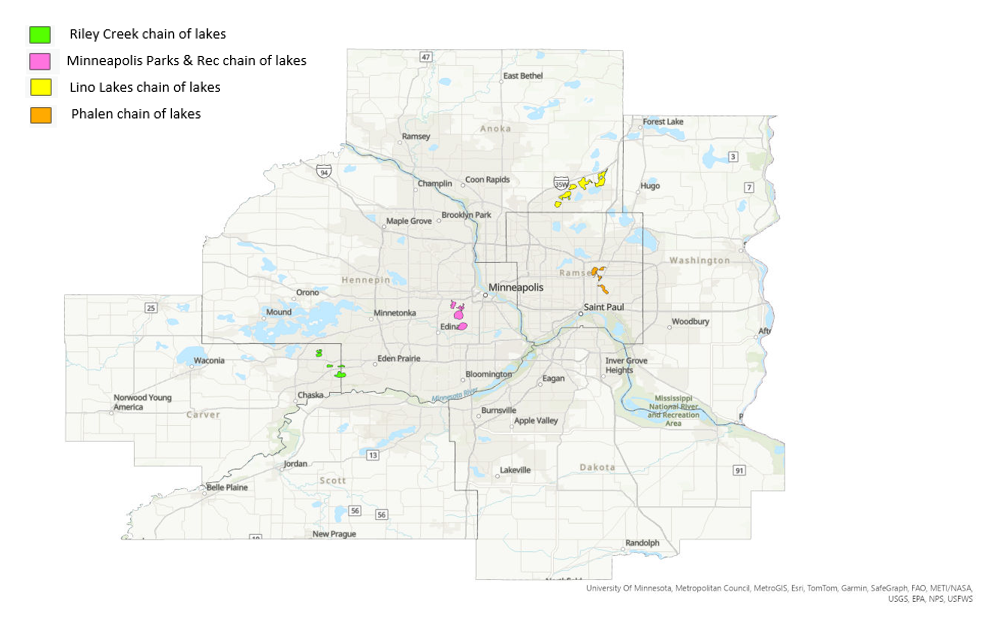 Riley Creek chain of lakes
Minneapolis Parks & Rec chain of lakes
Lino Lakes chain of lakes
Phalen chain of lakes
47
East Bethel
Forest Lake
Anoka
Ramsey
3
94
Champlin
Coon Rapids
35W
Hugo
7
Maple Grove
Brooklyn Park
Washington
Hennepin
Orono
Minneapolis
25
Mound
Minnetonka
Saint Paul
Edina
Woodbury
Waconia
Eden Prairie
Inver Grove
Heights
Bloomington
Eagan
Chaska
Minnesota River
Norwood Young
America
Carver
Burnsville
Apple Valley
Mississippi
National River
and Recreation
Area
13
Jordan
Lakeville
Dakota
91
Scott
Belle Plaine
56
56
New Prague
Randolph
University Of Minnesota, Metropolitan Council, MetroGIS, Esri, TomTom, Garmin, SafeGraph, FAO, METI/NASA,
USGS, EPA, NPS, USFWS